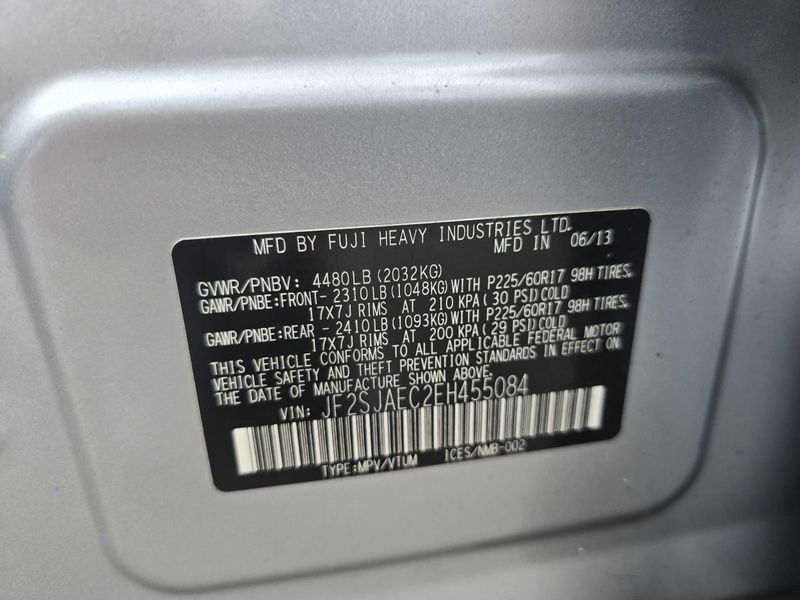 MFD BY FUJI HEAVY INDUSTRIES LTD.
MFD IN 06/13
GVWR/PNBV: 4480LB (2032KG)
GAWR/PNBE:FRONT- 2310 LB (1048KG) WITH P225/60R17 98H TIRES,
17x7J RIMS AT 210 KPA (30 PSI) COLD
GAWR/PNBE:REAR - 2410 LB (1093KG) WITH P225/60R17 98H TIRES,
17x7J RIMS AT 200 KPA (29 PSI) COLD
THIS VEHICLE CONFORMS TO ALL APPLICABLE FEDERAL MOTOR
VEHICLE SAFETY AND THEFT PREVENTION STANDARDS IN EFFECT ON
THE DATE OF MANUFACTURE SHOWN ABOVE.
VIN: JF2SJAEC2EH455084
TYPE:MPV/VTUM ICES/NMB-002